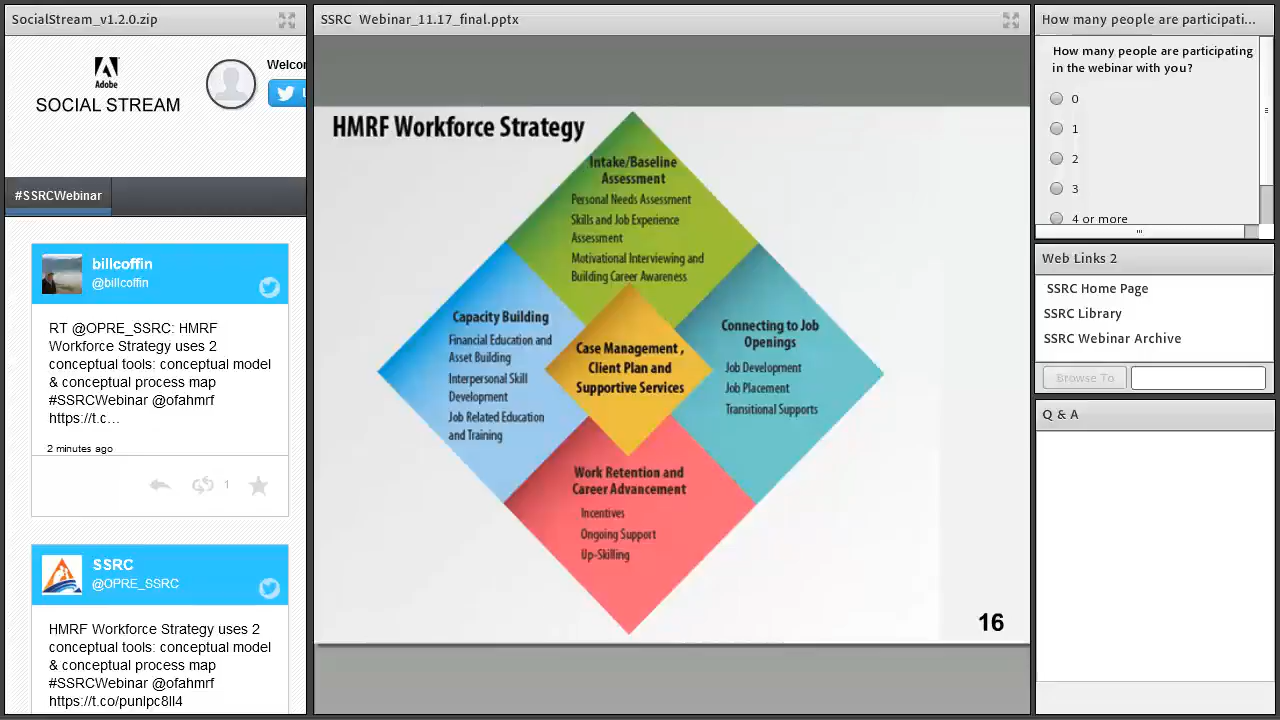 SocialStream_v1.2.0.zip
Adobe
SOCIAL STREAM
Welcor
#SSRCWebinar
billcoffin
@billcoffin
RT @OPRE_SSRC: HMRF
Workforce Strategy uses 2
conceptual tools: conceptual model
& conceptual process map
#SSRCWebinar @ofahmrf
https://t.c…
2 minutes ago
1
SSRC
@OPRE_SSRC
HMRF Workforce Strategy uses 2
conceptual tools: conceptual model
& conceptual process map
#SSRCWebinar @ofahmrf
SSRC Webinar_11.17_final.pptx
HMRF Workforce Strategy
Intake/Baseline
Assessment
Personal Needs Assessment
Skills and Job Experience
Assessment
Motivational Interviewing and
Building Career Awareness
Capacity Building
Financial Education and
Asset Building
Interpersonal Skill
Development
Job Related Education
and Training
Case Management ,
Client Plan and
Supportive Services
Connecting to Job
Openings
Job Development
Job Placement
Transitional Supports
Work Retention and
Career Advancement
Incentives
Ongoing Support
Up-Skilling
16
How many people are participati...
How many people are participating
in the webinar with you?
0
1
2
3
4 or more
Web Links 2
SSRC Home Page
SSRC Library
SSRC Webinar Archive
Browse To
Q & A